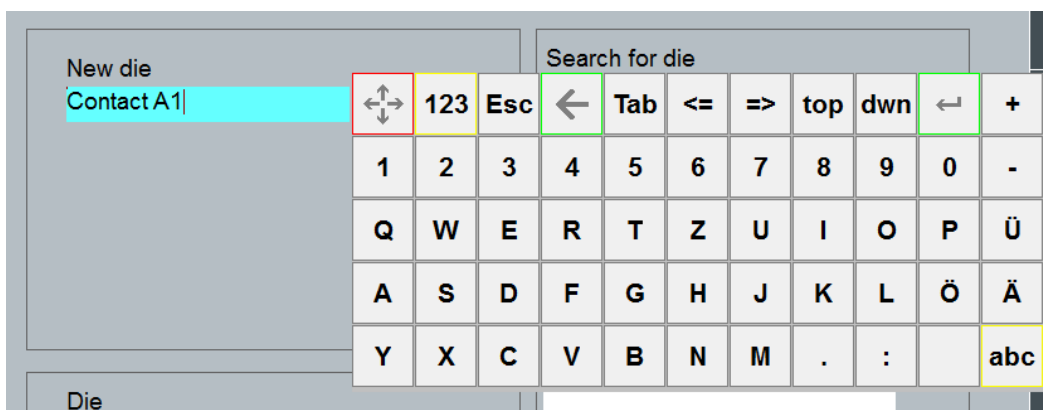 New die
Search for die
Contact A1
123 Esc Tab <= => top dwn +
1 2 3 4 5 6 7 8 9 0 -
Q W E R T Z U I O P Ü
A S D F G H J K L Ö Ä
Y X C V B N M . : abc
Die